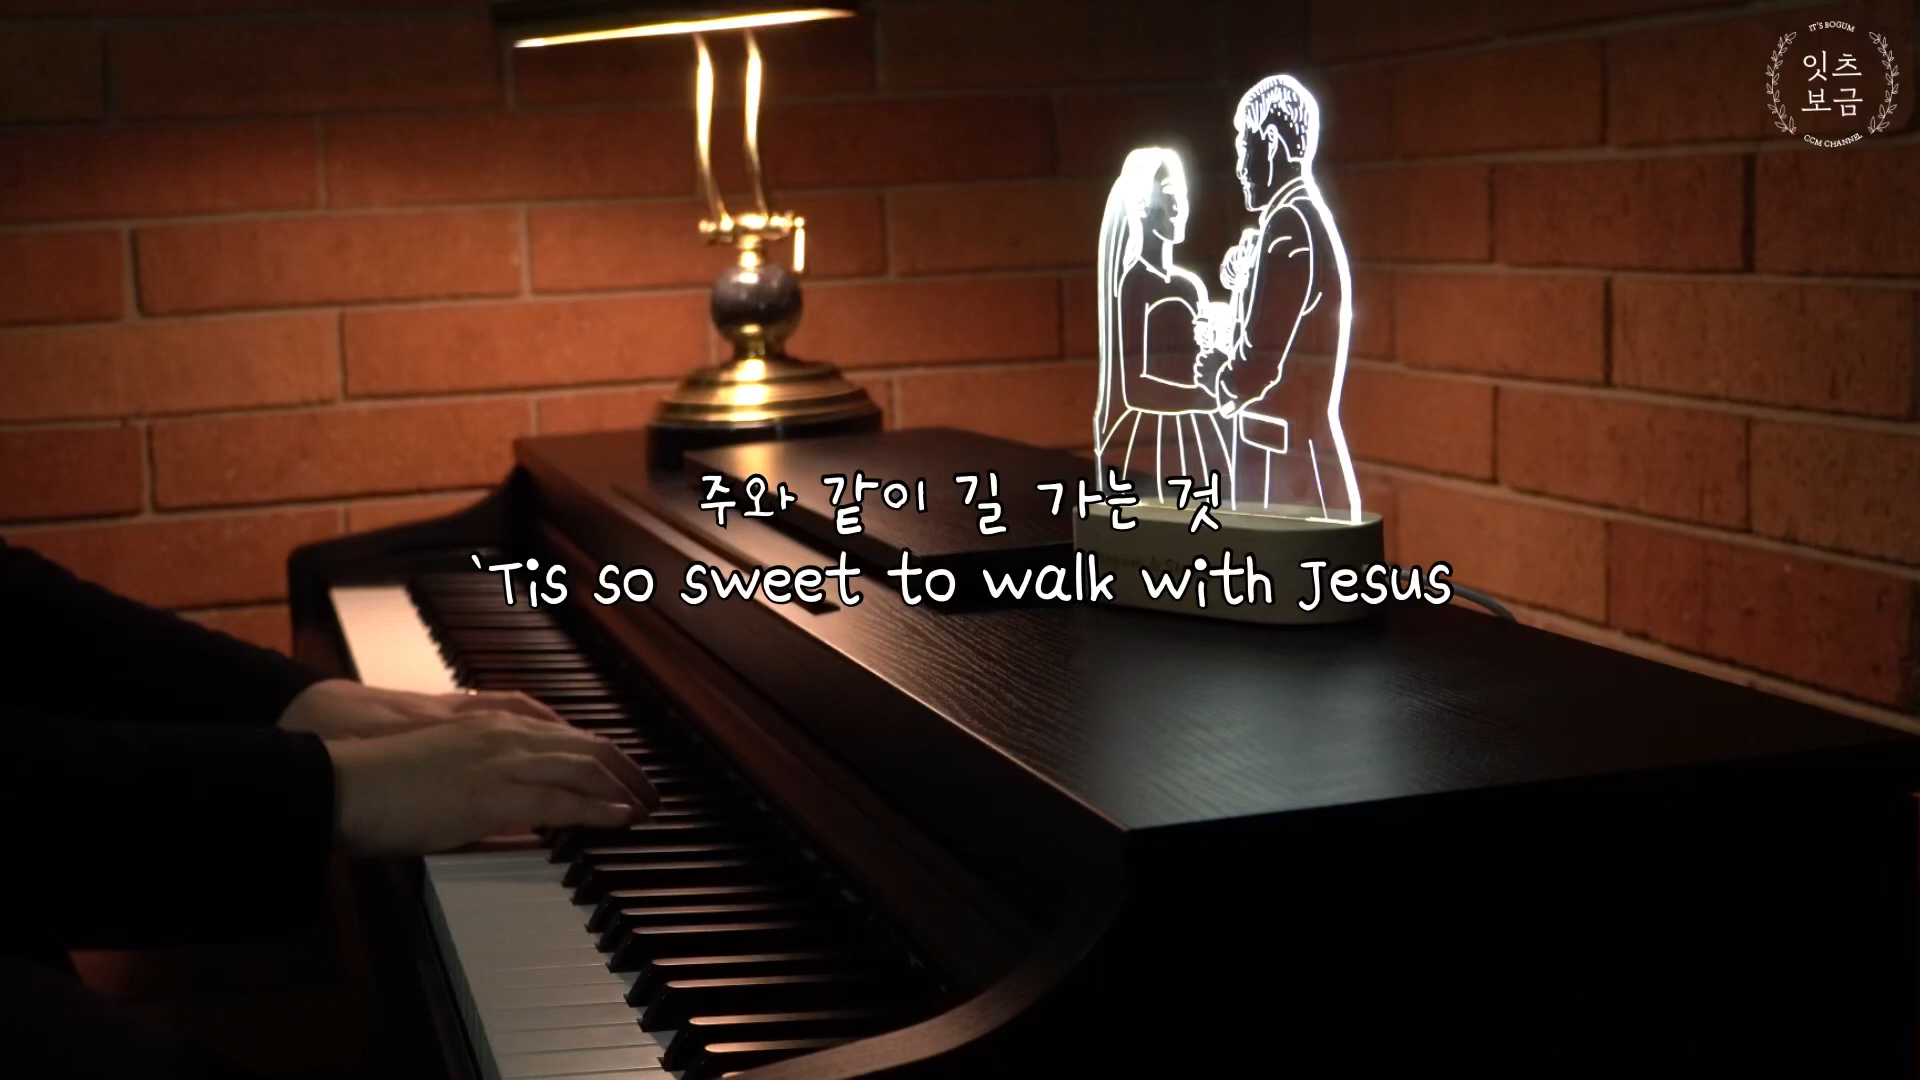 IT'S BOGUM
잇츠
보금
CCM CHANNEL
주와 같이 길 가는 것
`Tis so sweet to walk with Jesus